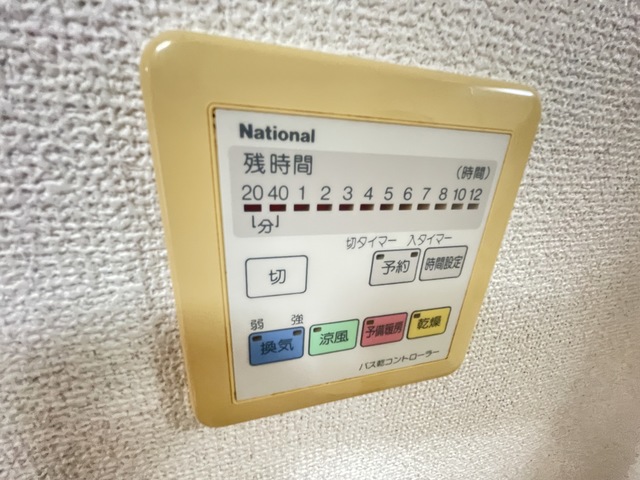 National
残時間 (時間)
20 40 1 2 3 4 5 6 7 8 10 12
└分┘
切タイマー 入タイマー
切 予約 時間設定
弱 強
換気 涼風 予備暖房 乾燥
バス乾コントローラー